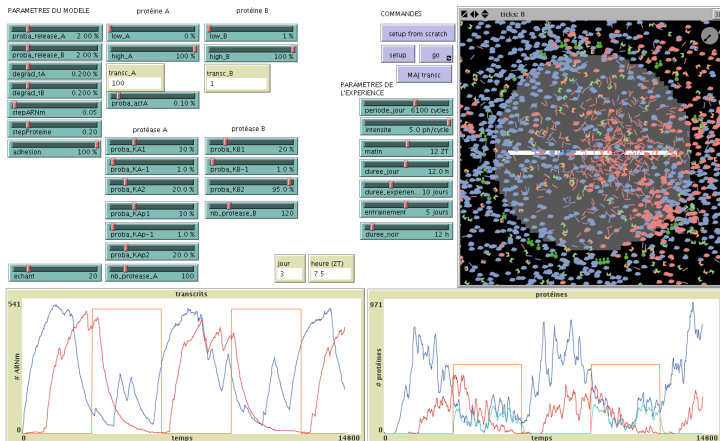 PARAMETRES DU MODELE
proba_release_A 2.00 %
proba_release_B 2.00 %
degrad_tA 0.200 %
degrad_tB 0.200 %
stepARNm 0.05
stepProteine 0.20
adhesion 100 %
echant 20
protéine A
low_A 0 %
high_A 100 %
transc_A
100
proba_actA 0.10 %
protéine B
low_B 1 %
high_B 100 %
transc_B
1
protéase A
proba_KA1 30 %
proba_KA-1 1.0 %
proba_KA2 20.0 %
proba_KAp1 30 %
proba_KAp-1 1.0 %
proba_KAp2 20.0 %
nb_protease_A 100
protéase B
proba_KB1 20 %
proba_KB-1 1.0 %
proba_KB2 95.0 %
nb_protease_B 120
COMMANDES
setup from scratch
setup
go
MAJ transc
PARAMETRES DE
L'EXPERIENCE
periode_jour 6100 cycles
intensite 5.0 ph/cycle
matin 12 ZT
duree_jour 12.0 h
duree_experien... 10 jours
entrainement 5 jours
duree_noir 12 h
jour
3
heure (ZT)
7.5
ticks: 0
3D
transcrits
541
# ARNm
0
0
temps
14800
protéines
971
# protéines
0
0
temps
14800